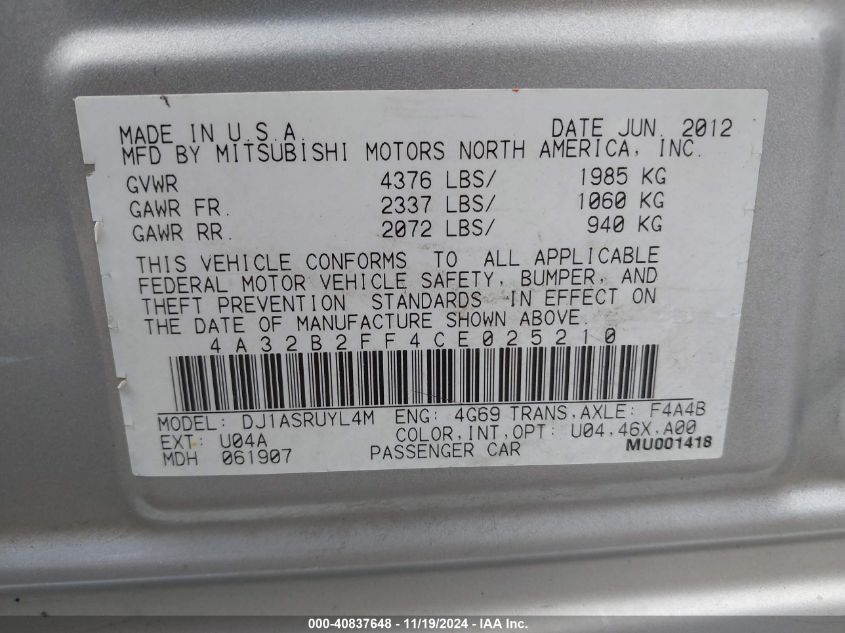 MADE IN U.S.A. DATE JUN. 2012
MFD BY MITSUBISHI MOTORS NORTH AMERICA, INC.
GVWR 4376 LBS/ 1985 KG
GAWR FR. 2337 LBS/ 1060 KG
GAWR RR. 2072 LBS/ 940 KG
THIS VEHICLE CONFORMS TO ALL APPLICABLE
FEDERAL MOTOR VEHICLE SAFETY, BUMPER, AND
THEFT PREVENTION STANDARDS IN EFFECT ON
THE DATE OF MANUFACTURE SHOWN ABOVE.
4A32B2FF4CE025210
MODEL: DJ1ASRUYL4M ENG: 4G69 TRANS,AXLE: F4A4B
EXT: U04A COLOR,INT,OPT: U04,46X,A00
MDH 061907 PASSENGER CAR MU001418
000-40837648 - 11/19/2024 - IAA Inc.